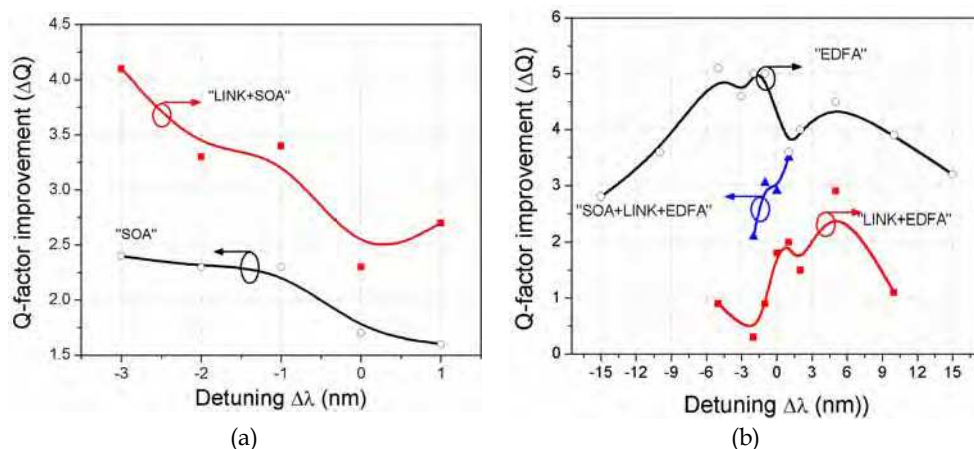 4.5
4.0
3.5
3.0
2.5
2.0
1.5
Q-factor improvement (ΔQ)
"LINK+SOA"
"SOA"
-3 -2 -1 0 1
Detuning Δλ (nm)
(a)
6
5
4
3
2
1
0
Q-factor improvement (ΔQ)
"EDFA"
"SOA+LINK+EDFA"
"LINK+EDFA"
-15 -12 -9 -6 -3 0 3 6 9 12 15
Detuning Δλ (nm))
(b)